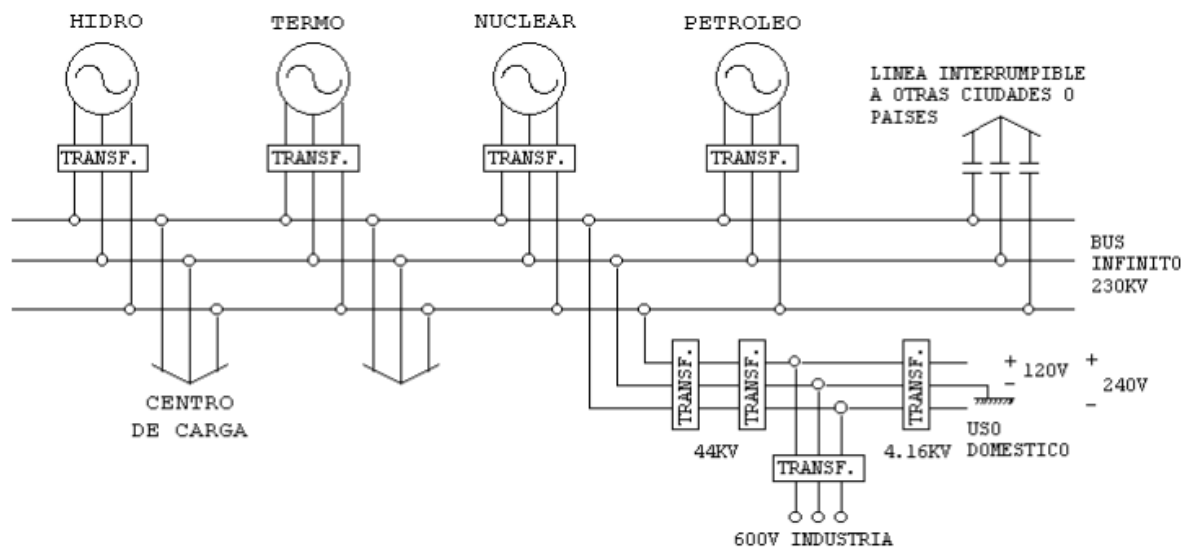 HIDRO
TERMO
NUCLEAR
PETROLEO
LINEA INTERRUMPIBLE
A OTRAS CIUDADES O
PAISES
TRANSF.
TRANSF.
TRANSF.
TRANSF.
BUS
INFINITO
230KV
TRANSF.
TRANSF.
TRANSF.
+
120V
-
+
240V
-
CENTRO
DE CARGA
44KV
4.16KV
USO
DOMESTICO
TRANSF.
600V INDUSTRIA